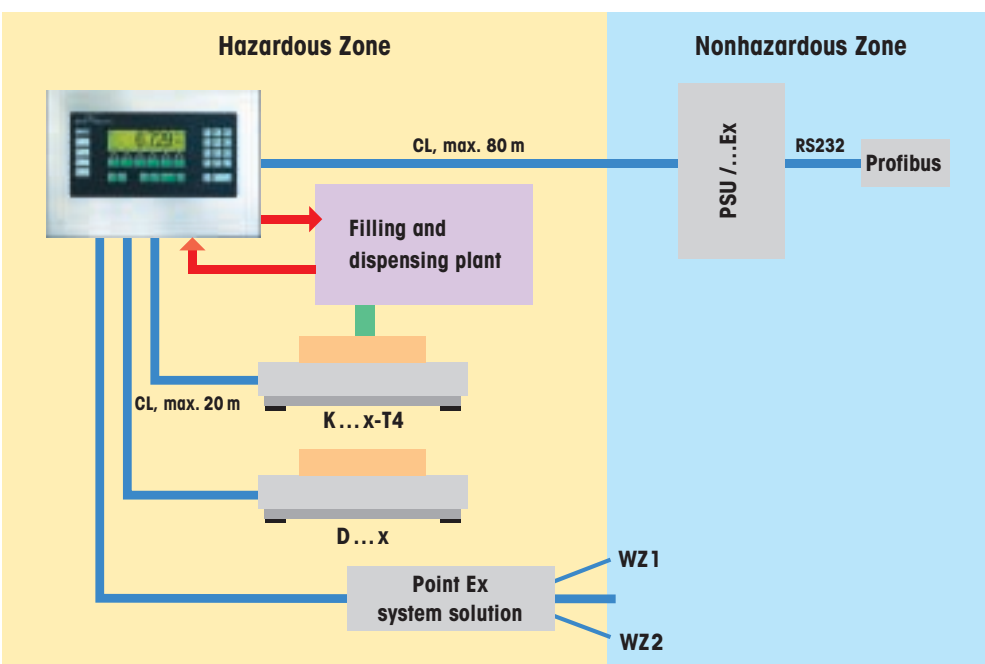 Hazardous Zone
Nonhazardous Zone
CL, max. 80 m
PSU /...Ex
RS232
Profibus
Filling and
dispensing plant
CL, max. 20 m
K...x-T4
D...x
Point Ex
system solution
WZ1
WZ2